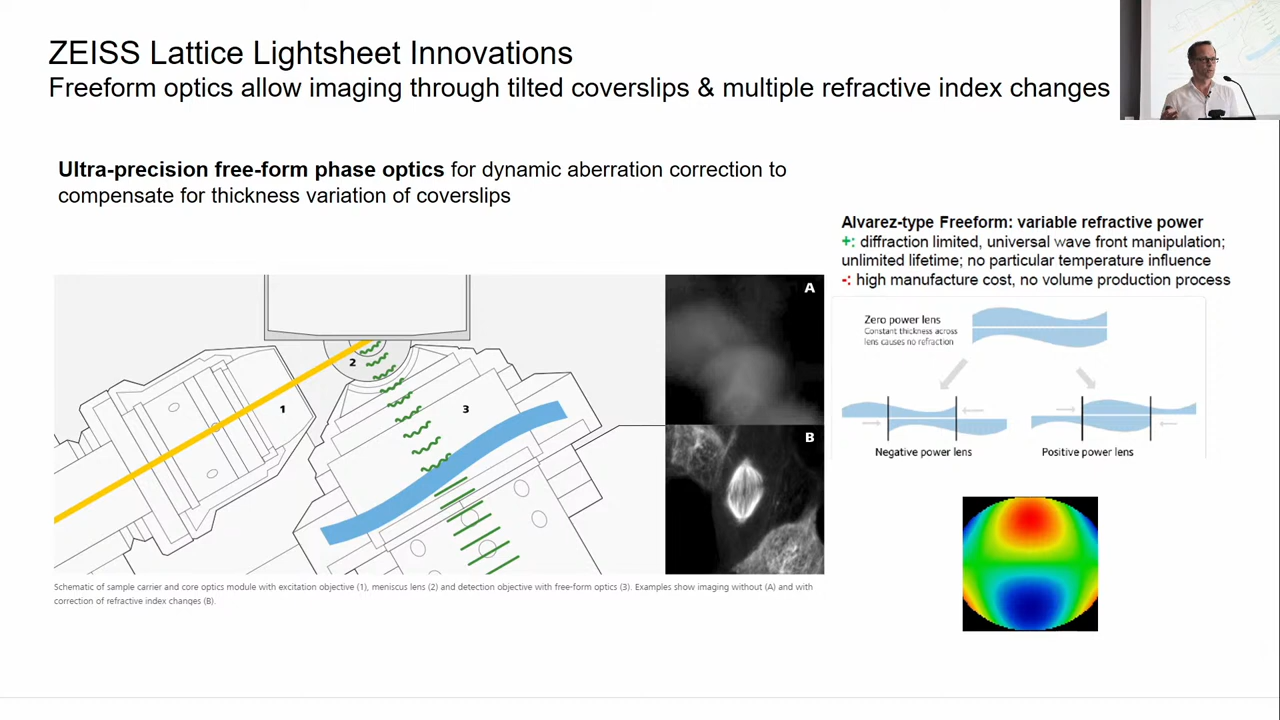 ZEISS Lattice Lightsheet Innovations
Freeform optics allow imaging through tilted coverslips & multiple refractive index changes
Ultra-precision free-form phase optics for dynamic aberration correction to
compensate for thickness variation of coverslips
Alvarez-type Freeform: variable refractive power
+: diffraction limited, universal wave front manipulation;
unlimited lifetime; no particular temperature influence
-: high manufacture cost, no volume production process
Zero power lens
Constant thickness across
lens causes no refraction
Negative power lens
Positive power lens
1
2
3
A
B
Schematic of sample carrier and core optics module with excitation objective (1), meniscus lens (2) and detection objective with free-form optics (3). Examples show imaging without (A) and with
correction of refractive index changes (B).